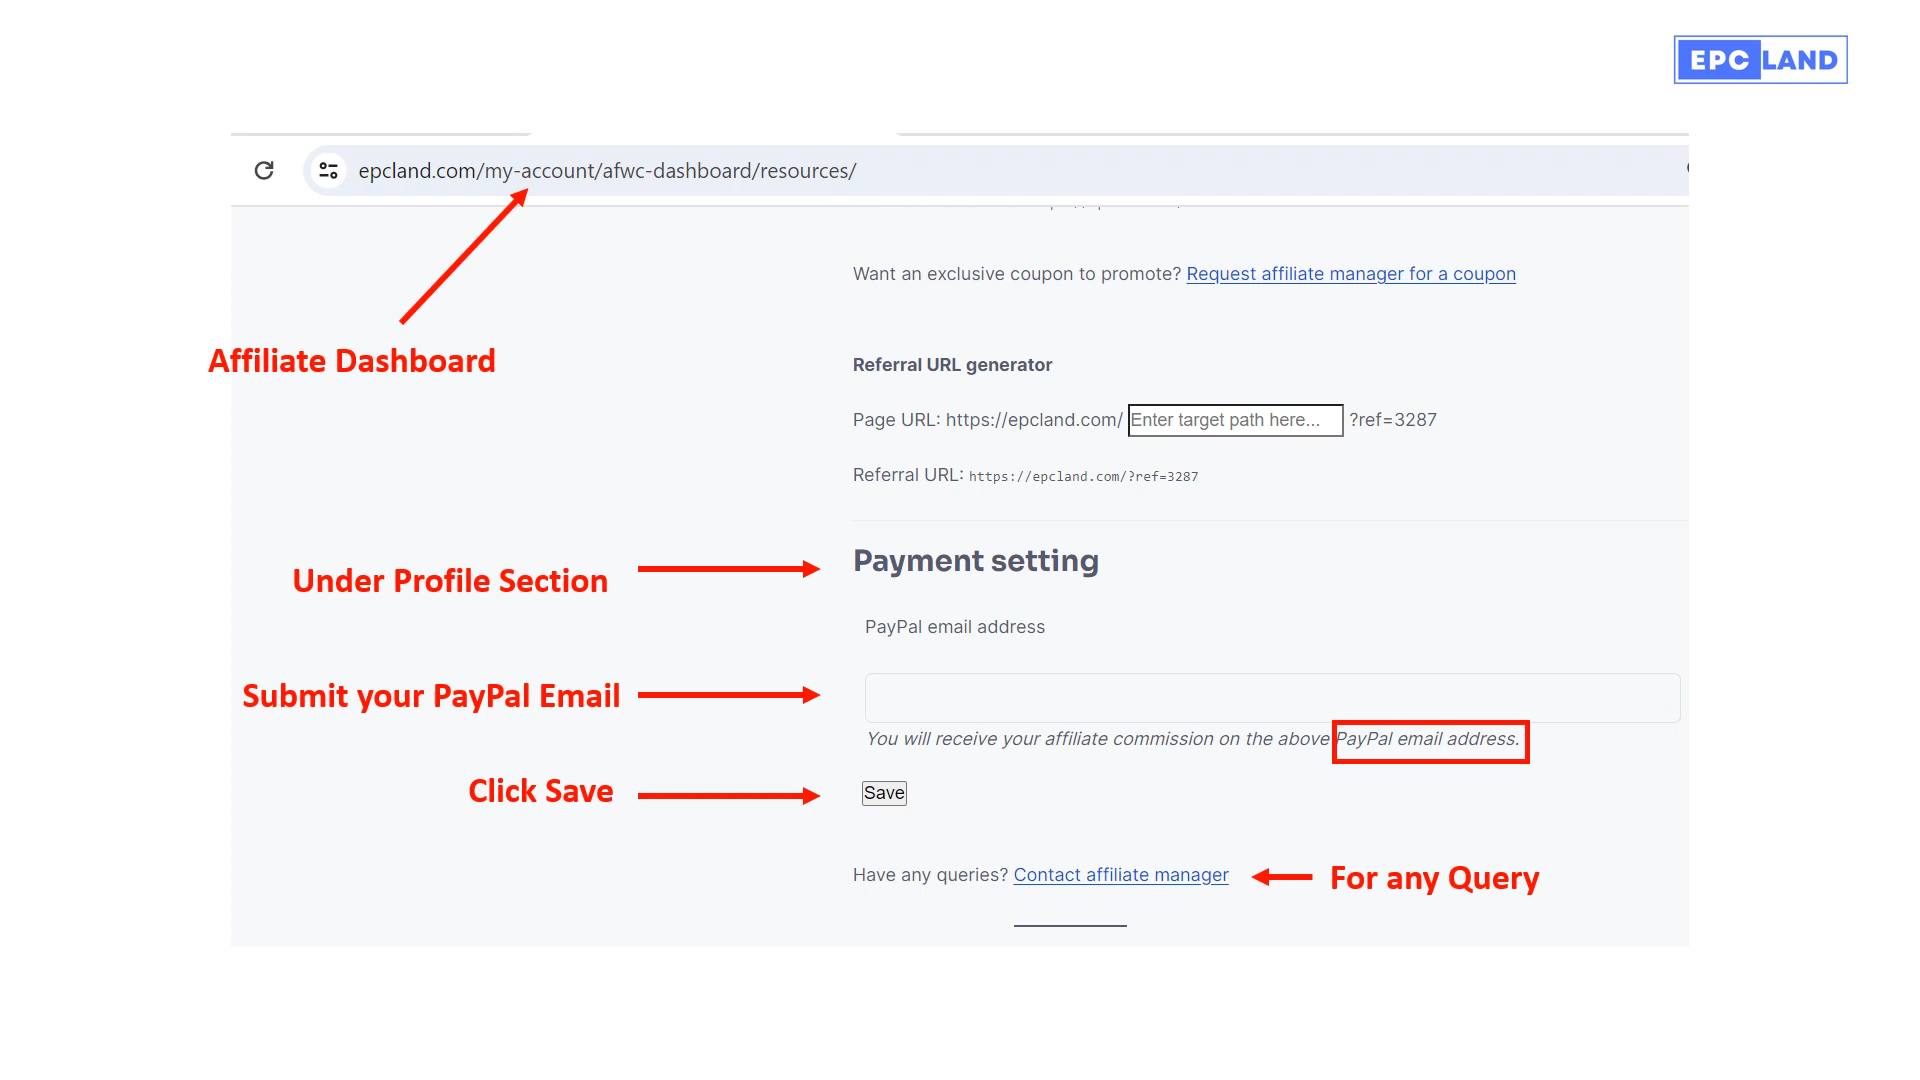 EPC LAND
epcland.com/my-account/afwc-dashboard/resources/
Want an exclusive coupon to promote? Request affiliate manager for a coupon
Affiliate Dashboard
Referral URL generator
Page URL: https://epcland.com/ Enter target path here... ?ref=3287
Referral URL: https://epcland.com/?ref=3287
Under Profile Section
Payment setting
PayPal email address
Submit your PayPal Email
You will receive your affiliate commission on the above PayPal email address.
Click Save
Save
Have any queries? Contact affiliate manager
For any Query